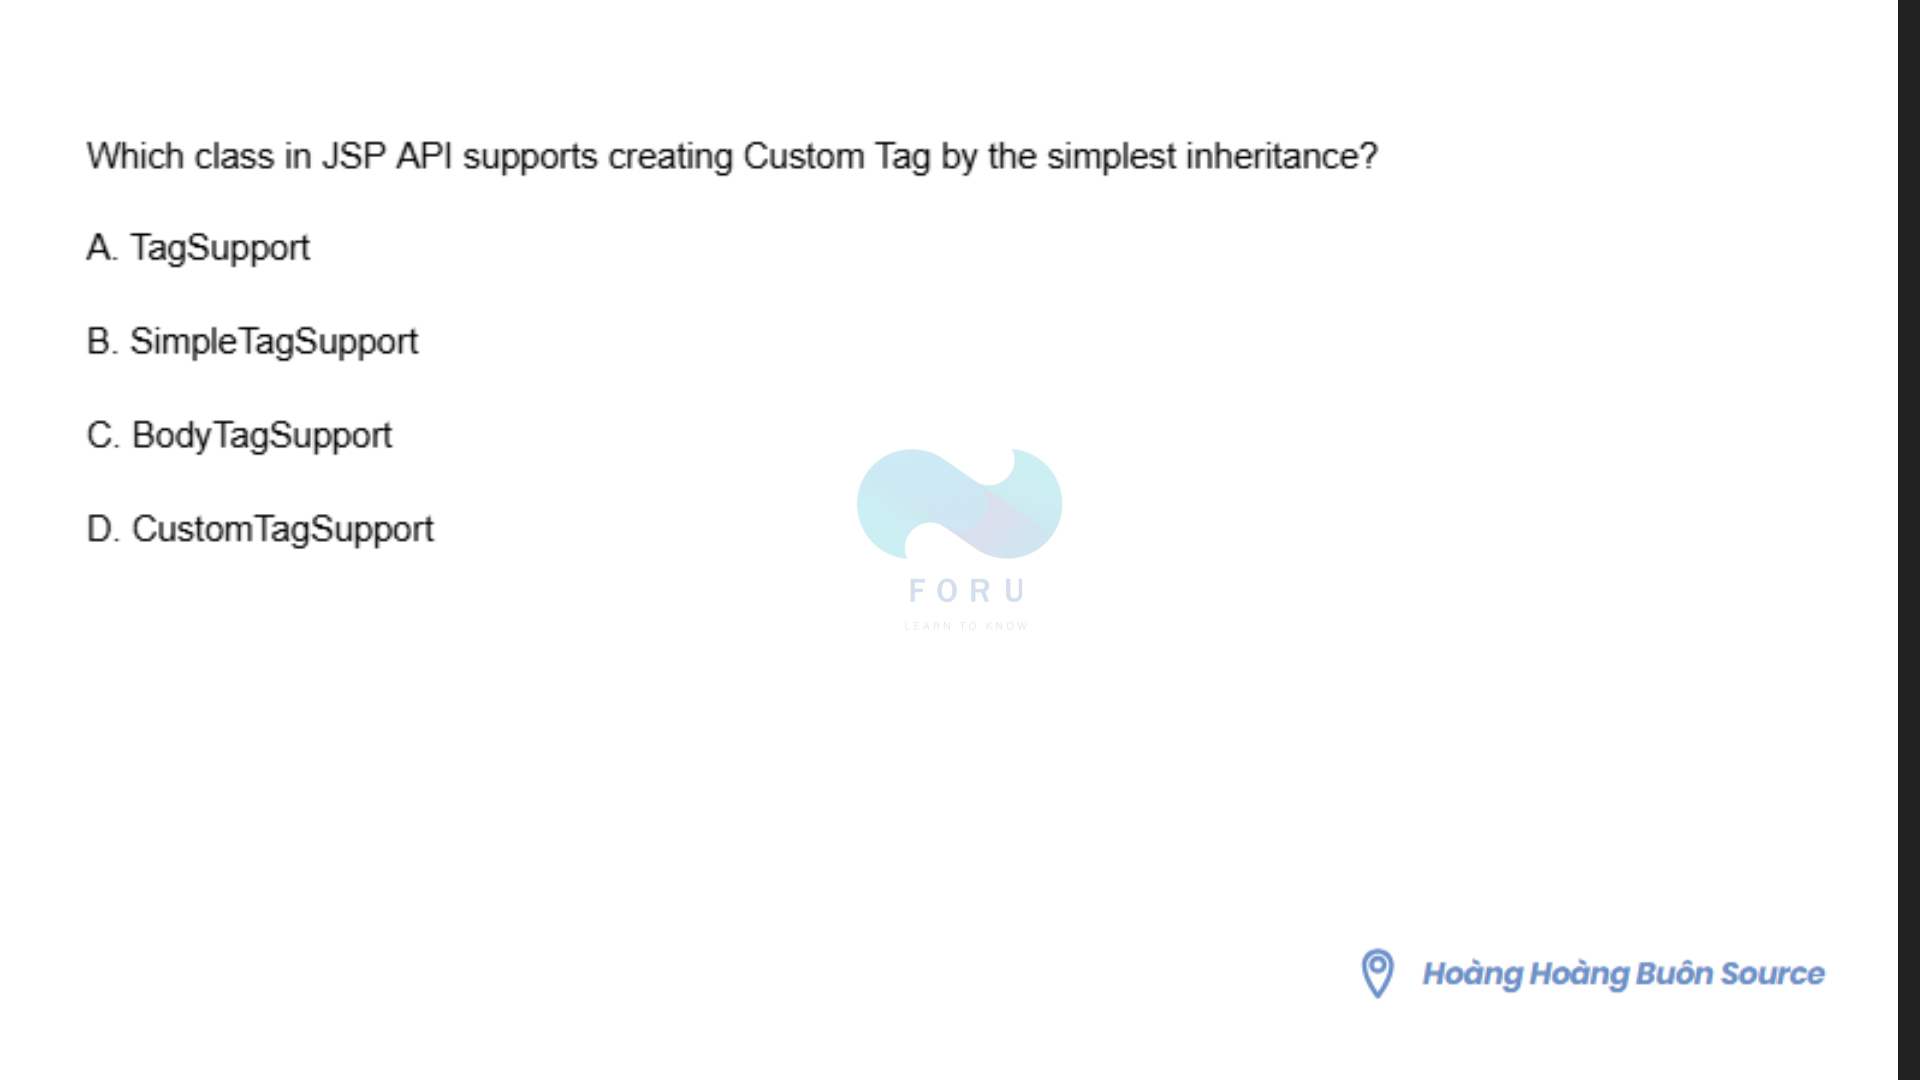 Which class in JSP API supports creating Custom Tag by the simplest inheritance?
A. TagSupport
B. SimpleTagSupport
C. BodyTagSupport
D. CustomTagSupport
FORU
LEARN TO KNOW
Hoàng Hoàng Buôn Source